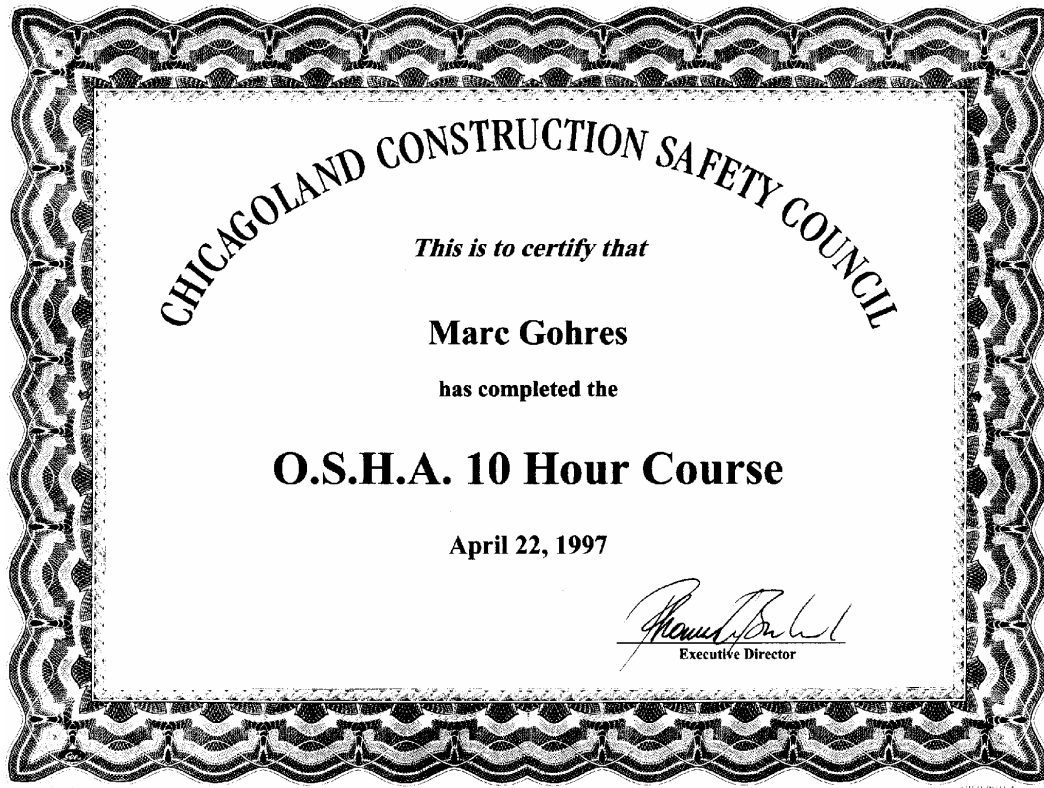 CHICAGOLAND CONSTRUCTION SAFETY COUNCIL
This is to certify that
Marc Gohres
has completed the
O.S.H.A. 10 Hour Course
April 22, 1997
Executive Director